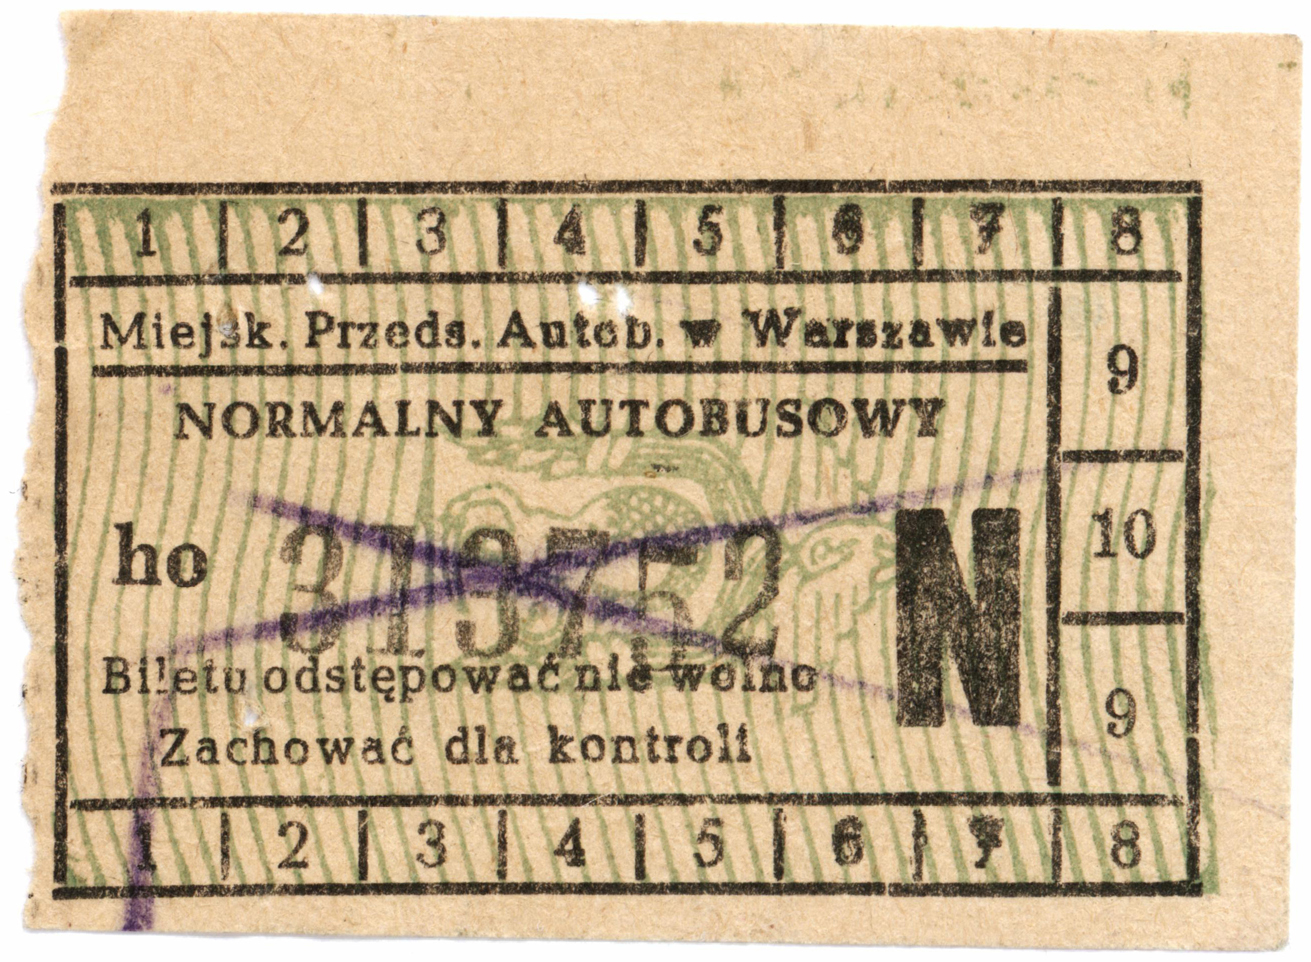 1 2 3 4 5 6 7 8
Miejsk. Przeds. Autob. w Warszawie
9
NORMALNY AUTOBUSOWY
10
ho 319752 N
Biletu odstępować nie wolno
9
Zachować dla kontroli
1 2 3 4 5 6 7 8